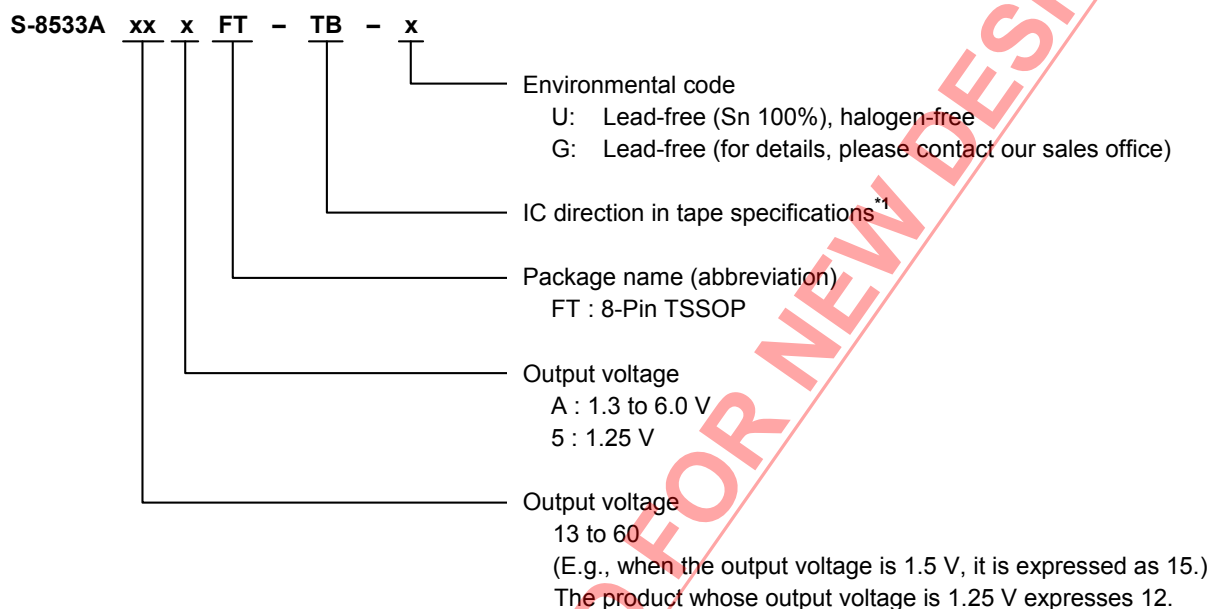 S-8533A xx x FT – TB – x
Environmental code
U: Lead-free (Sn 100%), halogen-free
G: Lead-free (for details, please contact our sales office)
IC direction in tape specifications*1
Package name (abbreviation)
FT : 8-Pin TSSOP
Output voltage
A : 1.3 to 6.0 V
5 : 1.25 V
Output voltage
13 to 60
(E.g., when the output voltage is 1.5 V, it is expressed as 15.)
The product whose output voltage is 1.25 V expresses 12.
FOR NEW DESI